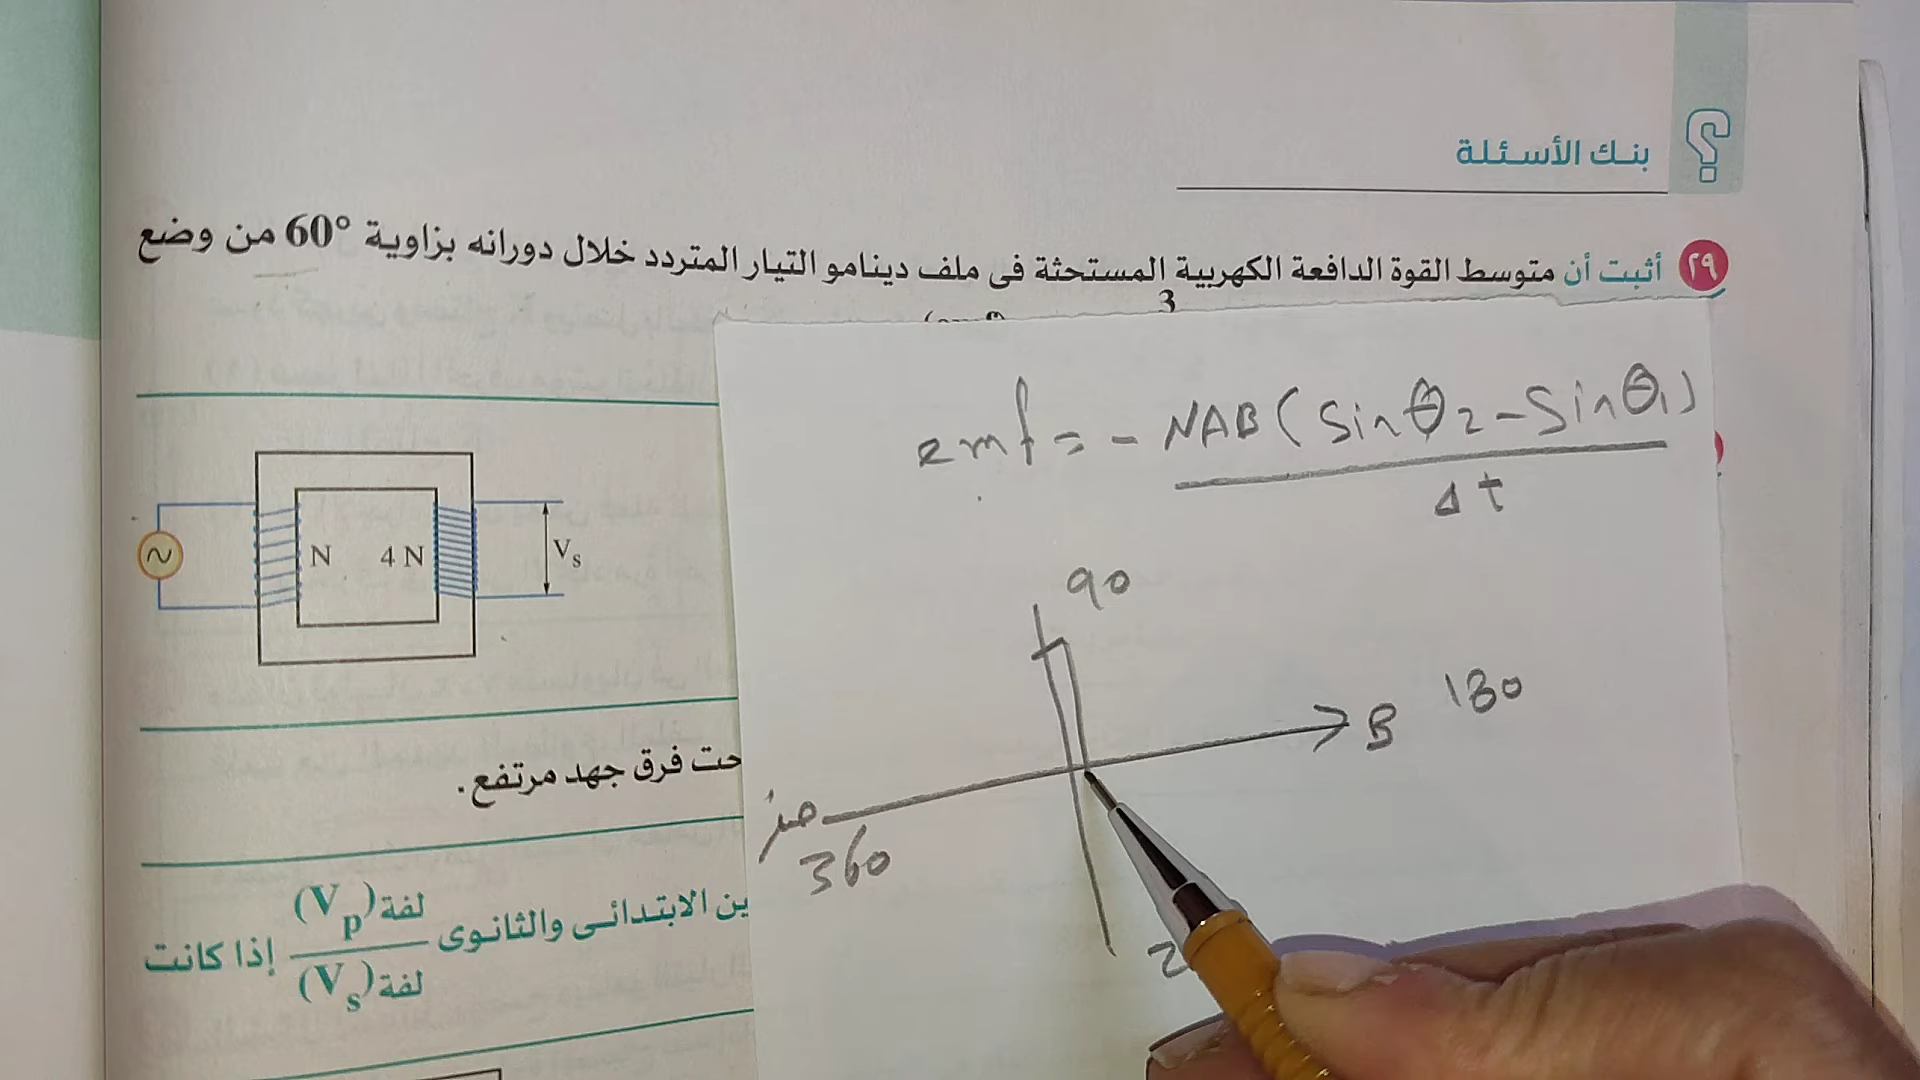 بنك الأسئلة
٢٩ أثبت أن متوسط القوة الدافعة الكهربية المستحثة فى ملف دينامو التيار المتردد خلال دورانه بزاوية 60° من وضع
3
emf = - NAB (Sin θ2 - Sin θ1)
Δt
N 4 N Vs
90
B 180
صفر
360
2
حت فرق جهد مرتفع.
ين الابتدائى والثانوى لفة (Vp) / لفة (Vs) إذا كانت